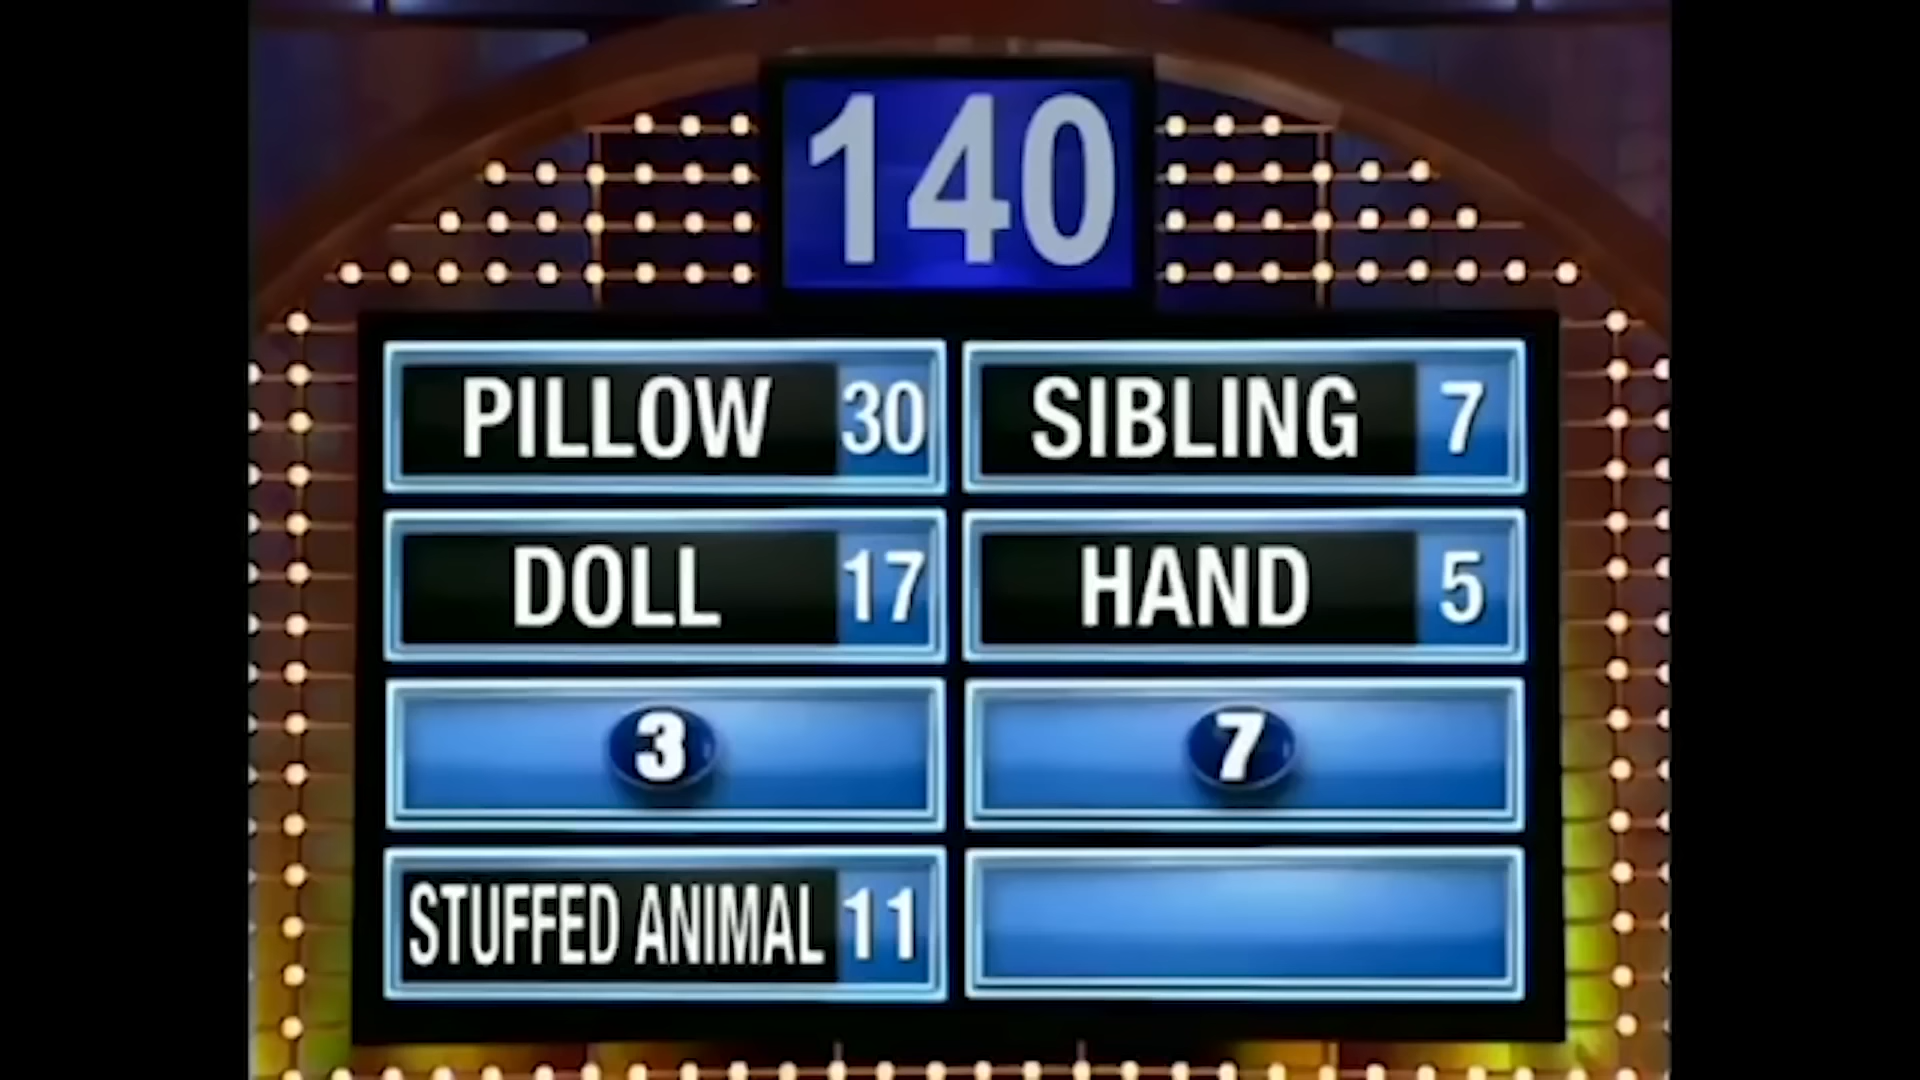 140
PILLOW 30
DOLL 17
3
STUFFED ANIMAL 11
SIBLING 7
HAND 5
7